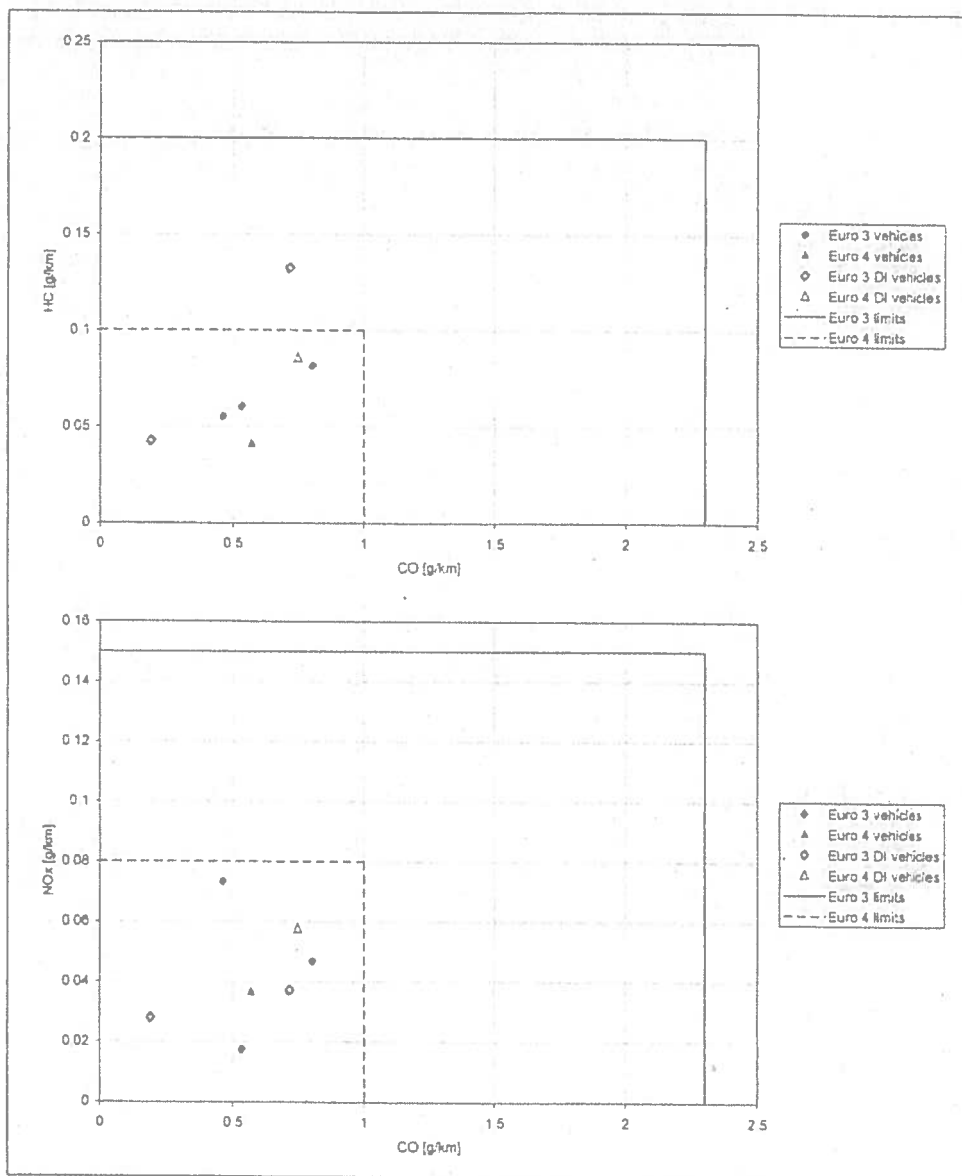 0.25
0.2
0.15
0.1
0.05
0
HC [g/km]
0
0.5
1
1.5
2
2.5
CO [g/km]
Euro 3 vehicles
Euro 4 vehicles
Euro 3 DI vehicles
Euro 4 DI vehicles
Euro 3 limits
Euro 4 limits
0.16
0.14
0.12
0.1
0.08
0.06
0.04
0.02
0
NOx [g/km]
0
0.5
1
1.5
2
2.5
CO [g/km]
Euro 3 vehicles
Euro 4 vehicles
Euro 3 DI vehicles
Euro 4 DI vehicles
Euro 3 limits
Euro 4 limits